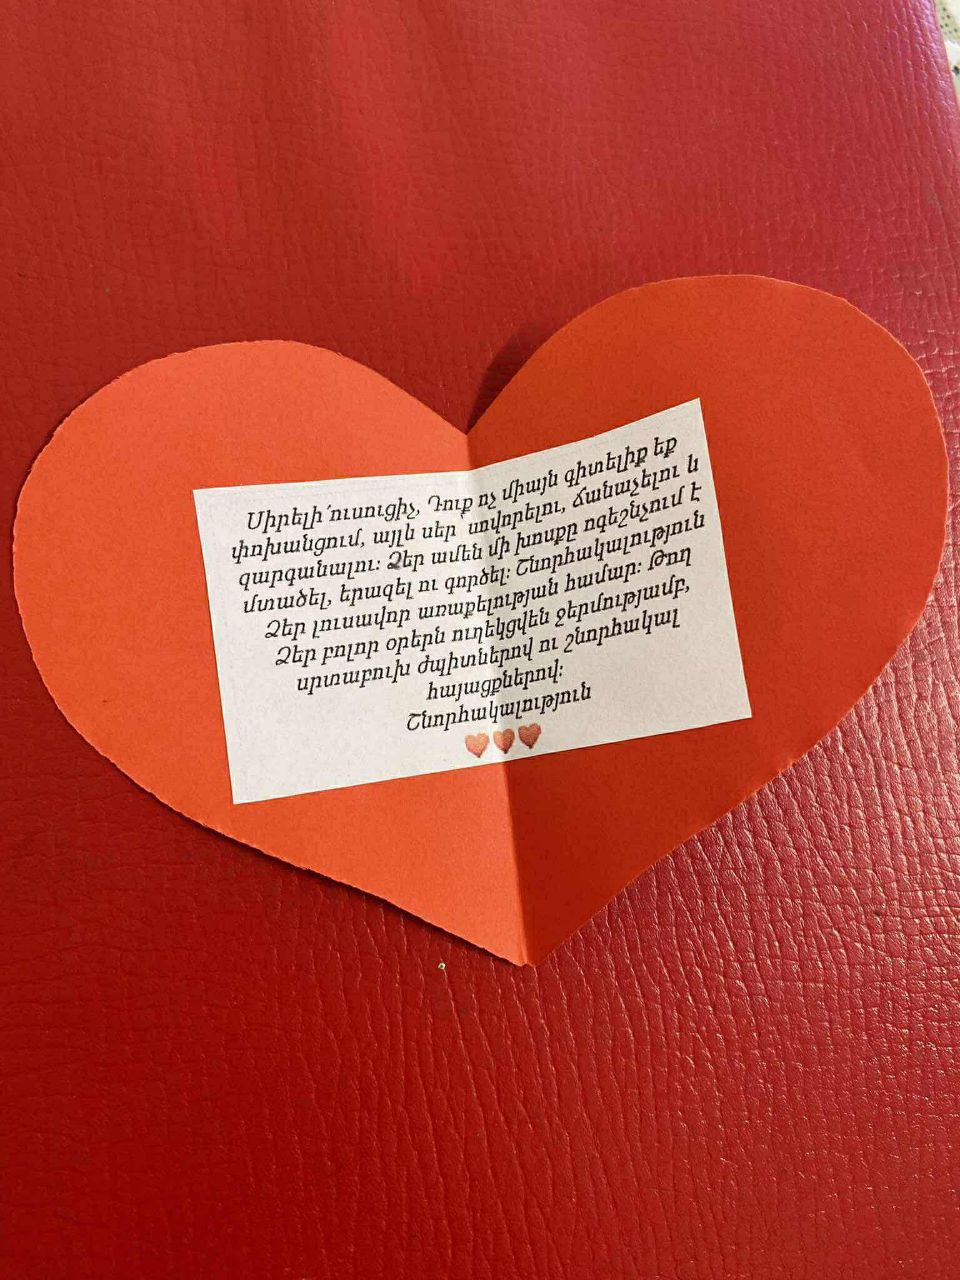 Սիրելի՛ ուսուցիչ, Դուք ոչ միայն գիտելիք եք
փոխանցում, այլև սեր՝ սովորելու, ճանաչելու և
զարգանալու: Ձեր ամեն մի խոսքը ոգեշնչում է
մտածել, երազել ու գործել: Շնորհակալություն
Ձեր լուսավոր առաքելության համար: Թող
Ձեր բոլոր օրերն ուղեկցվեն ջերմությամբ,
սրտաբուխ ժպիտներով ու շնորհակալ
հայացքներով:
Շնորհակալություն